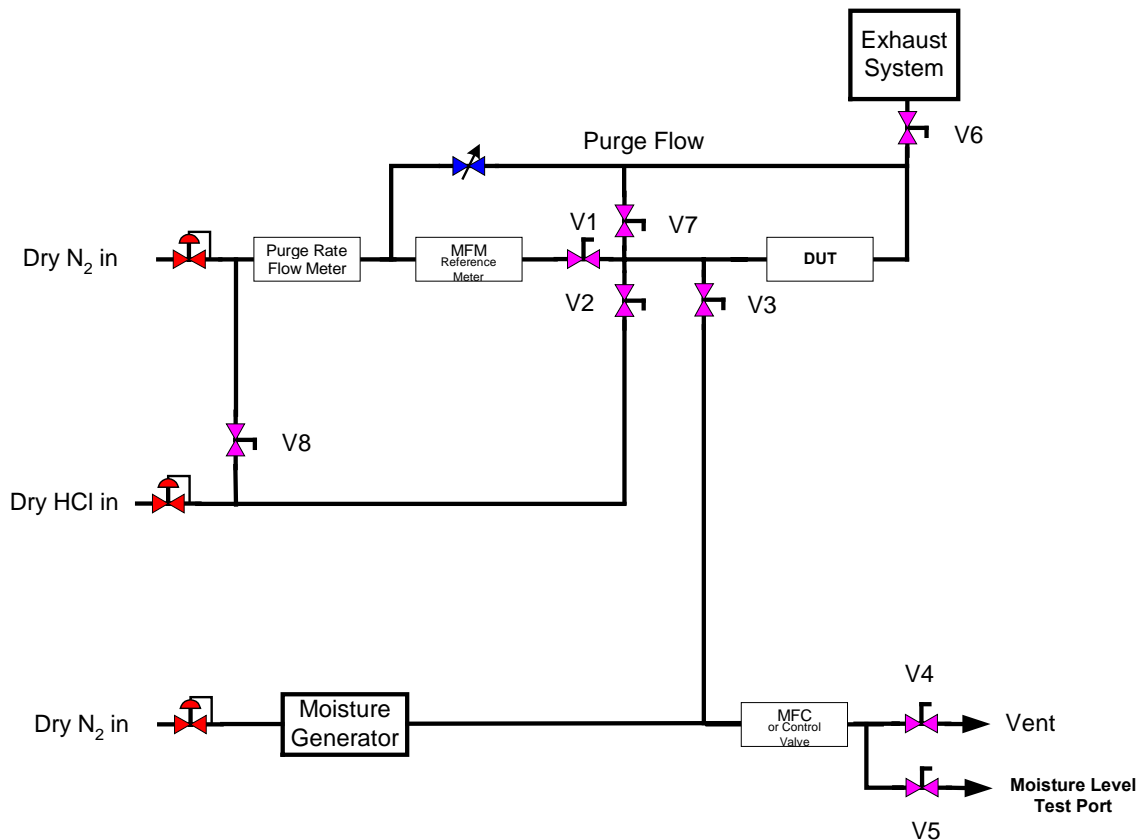 Exhaust
System
V6
Purge Flow
V1
V7
Dry N₂ in
Purge Rate
Flow Meter
MFM
Reference
Meter
DUT
V2
V3
V8
Dry HCl in
V4
Dry N₂ in
Moisture
Generator
MFC
or Control
Valve
Vent
Moisture Level
Test Port
V5